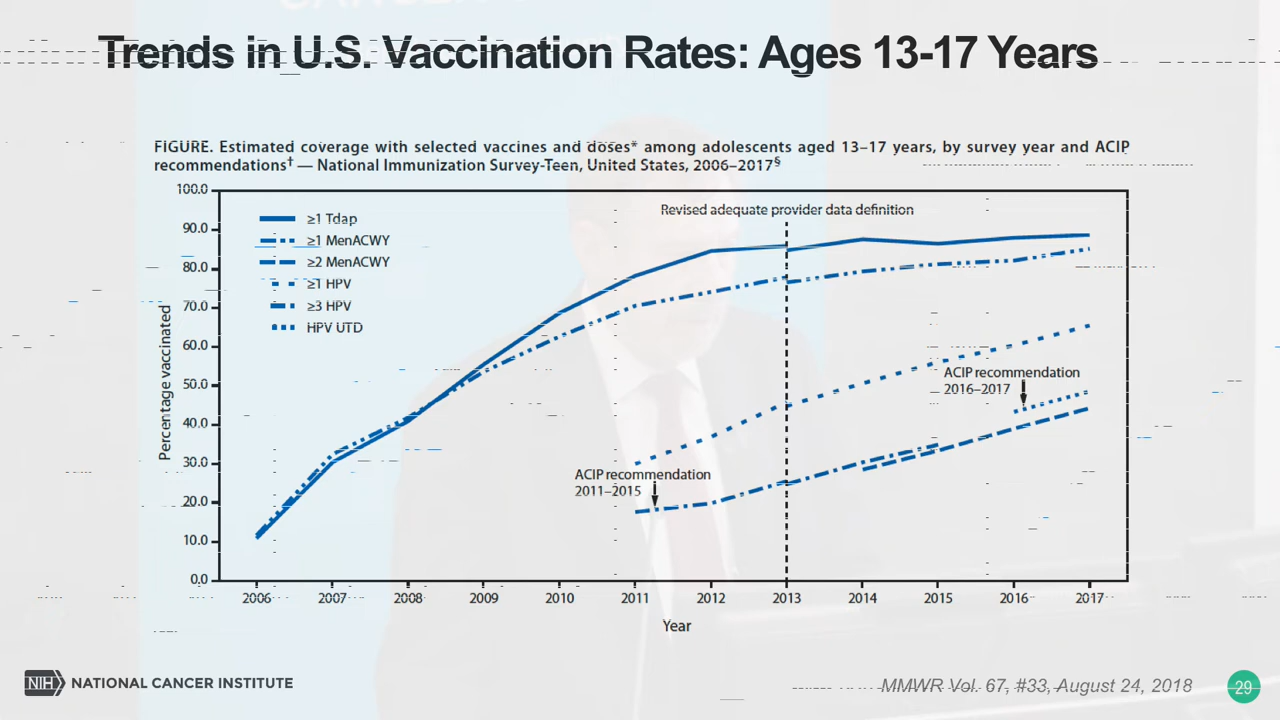 Trends in U.S. Vaccination Rates: Ages 13-17 Years
FIGURE. Estimated coverage with selected vaccines and doses* among adolescents aged 13–17 years, by survey year and ACIP
recommendations† — National Immunization Survey-Teen, United States, 2006–2017§
100.0
90.0
80.0
70.0
60.0
50.0
40.0
30.0
20.0
10.0
0.0
Percentage vaccinated
≥1 Tdap
≥1 MenACWY
≥2 MenACWY
≥1 HPV
≥3 HPV
HPV UTD
Revised adequate provider data definition
ACIP recommendation
2016–2017
ACIP recommendation
2011–2015
2006 2007 2008 2009 2010 2011 2012 2013 2014 2015 2016 2017
Year
NIH NATIONAL CANCER INSTITUTE
MMWR Vol. 67, #33, August 24, 2018
29